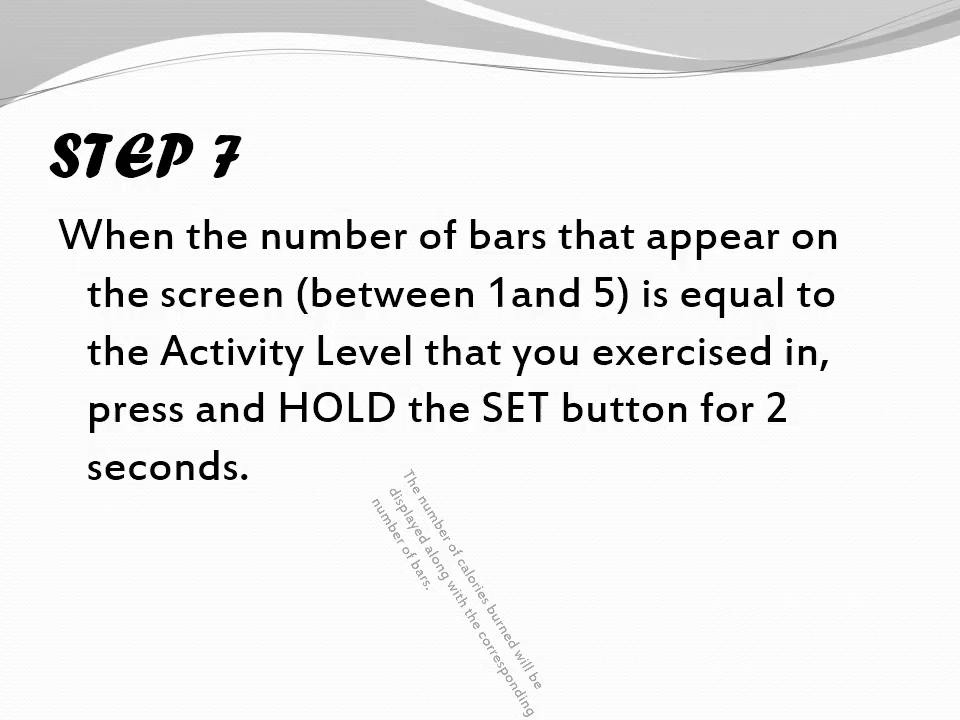 STEP 7
When the number of bars that appear on
the screen (between 1and 5) is equal to
the Activity Level that you exercised in,
press and HOLD the SET button for 2
seconds.
The number of calories burned will be
displayed along with the corresponding
number of bars.